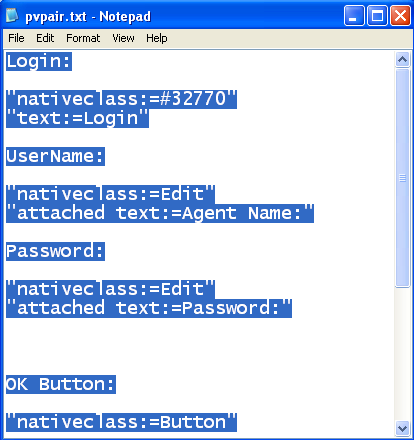 pvpair.txt - Notepad
File Edit Format View Help
Login:
"nativeclass:=#32770"
"text:=Login"
UserName:
"nativeclass:=Edit"
"attached text:=Agent Name:"
Password:
"nativeclass:=Edit"
"attached text:=Password:"
OK Button:
"nativeclass:=Button"